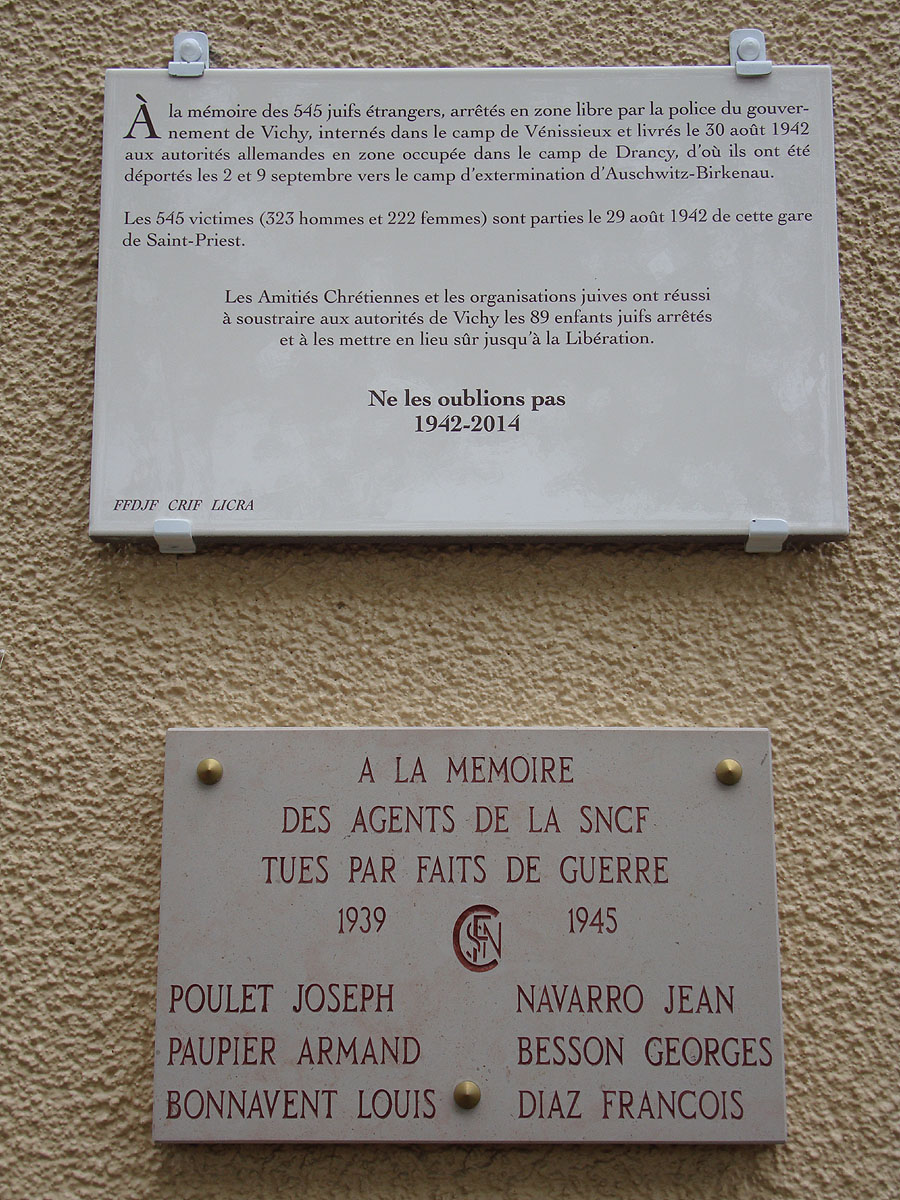 À la mémoire des 545 juifs étrangers, arrêtés en zone libre par la police du gouver-
nement de Vichy, internés dans le camp de Vénissieux et livrés le 30 août 1942
aux autorités allemandes en zone occupée dans le camp de Drancy, d'où ils ont été
déportés les 2 et 9 septembre vers le camp d'extermination d'Auschwitz-Birkenau.
Les 545 victimes (323 hommes et 222 femmes) sont parties le 29 août 1942 de cette gare
de Saint-Priest.
Les Amitiés Chrétiennes et les organisations juives ont réussi
à soustraire aux autorités de Vichy les 89 enfants juifs arrêtés
et à les mettre en lieu sûr jusqu'à la Libération.
Ne les oublions pas
1942-2014
FFDJF CRIF LICRA
A LA MEMOIRE
DES AGENTS DE LA SNCF
TUES PAR FAITS DE GUERRE
1939 SNCF 1945
POULET JOSEPH NAVARRO JEAN
PAUPIER ARMAND BESSON GEORGES
BONNAVENT LOUIS DIAZ FRANCOIS